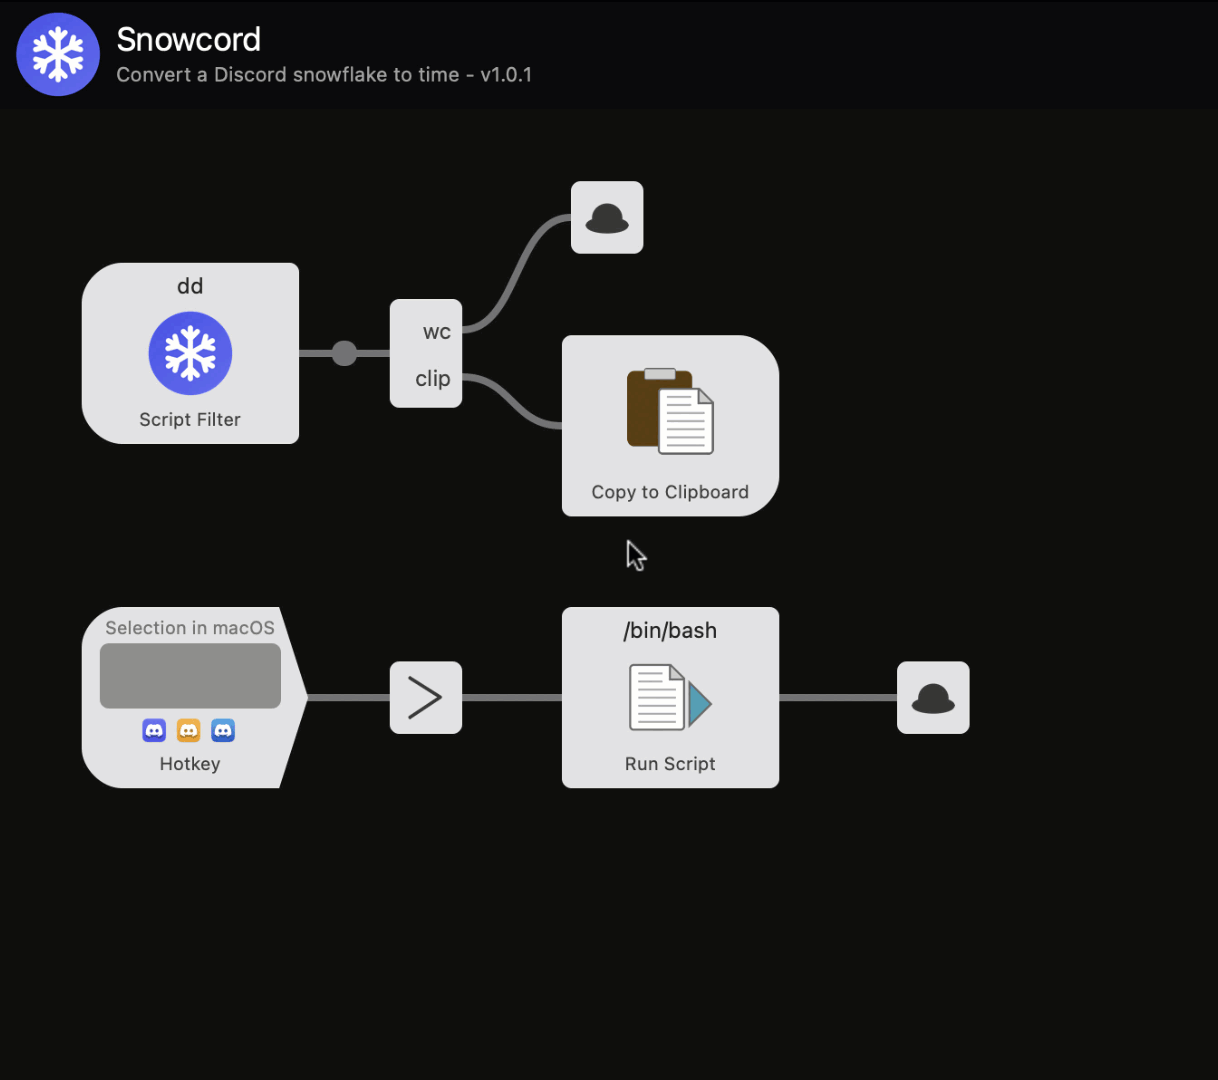 Snowcord
Convert a Discord snowflake to time - v1.0.1
dd
Script Filter
wc
clip
Copy to Clipboard
Selection in macOS
Hotkey
/bin/bash
Run Script